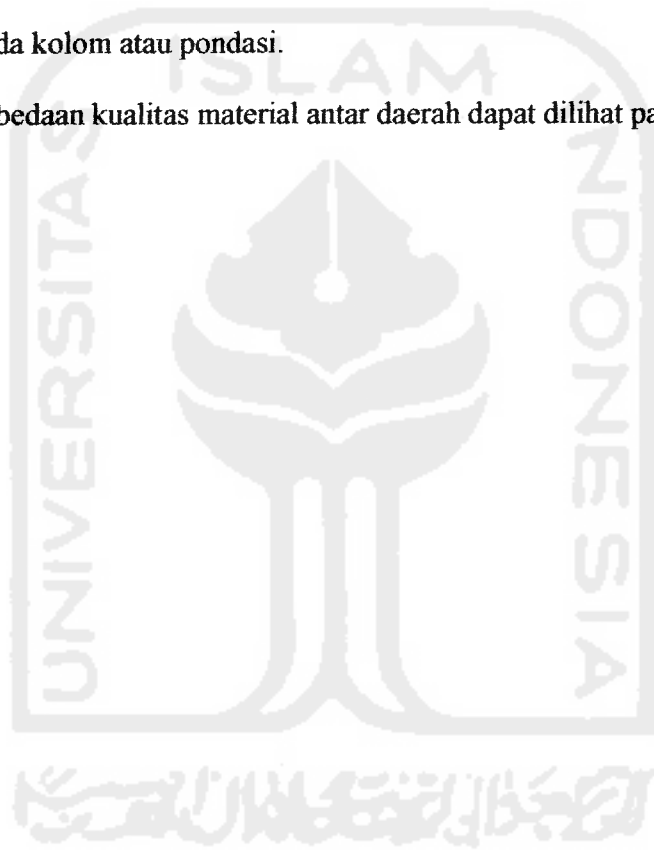 da kolom atau pondasi.
bedaan kualitas material antar daerah dapat dilihat pa
ISLAM
UNIVERSITAS
INDONESIA